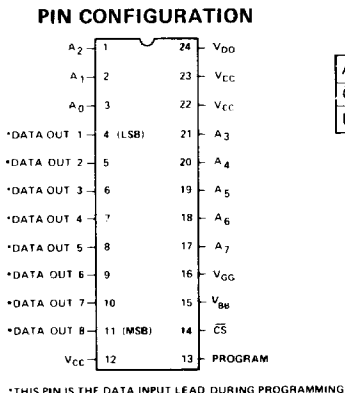 PIN CONFIGURATION
A2 1 24 VDD
A1 2 23 VCC
A0 3 22 VCC
*DATA OUT 1 4 (LSB) 21 A3
*DATA OUT 2 5 20 A4
*DATA OUT 3 6 19 A5
*DATA OUT 4 7 18 A6
*DATA OUT 5 8 17 A7
*DATA OUT 6 9 16 VGG
*DATA OUT 7 10 15 VBB
*DATA OUT 8 11 (MSB) 14 C̅S̅
VCC 12 13 PROGRAM
*THIS PIN IS THE DATA INPUT LEAD DURING PROGRAMMING